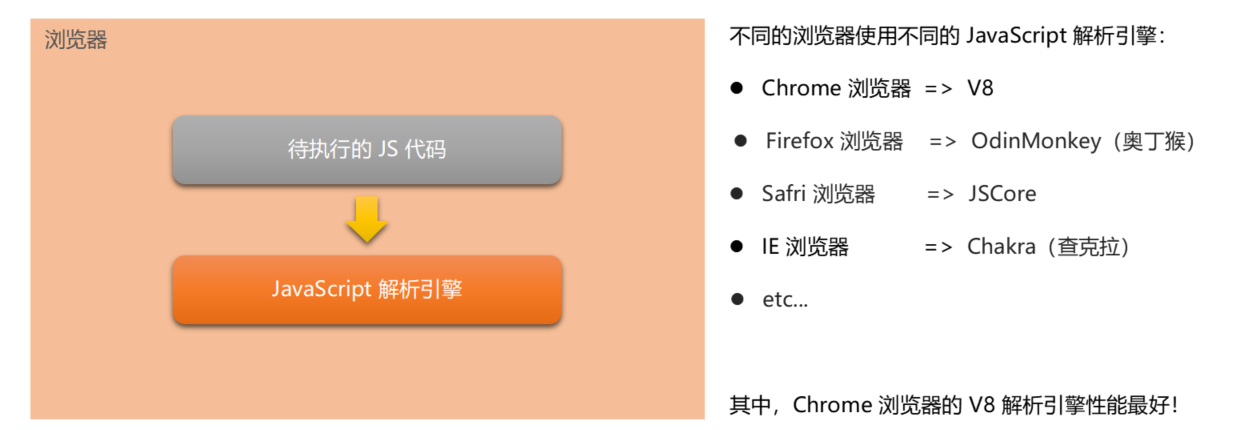 浏览器
待执行的 JS 代码
JavaScript 解析引擎
不同的浏览器使用不同的 JavaScript 解析引擎：
● Chrome 浏览器 => V8
● Firefox 浏览器 => OdinMonkey（奥丁猴）
● Safri 浏览器 => JSCore
● IE 浏览器 => Chakra（查克拉）
● etc...
其中，Chrome 浏览器的 V8 解析引擎性能最好！